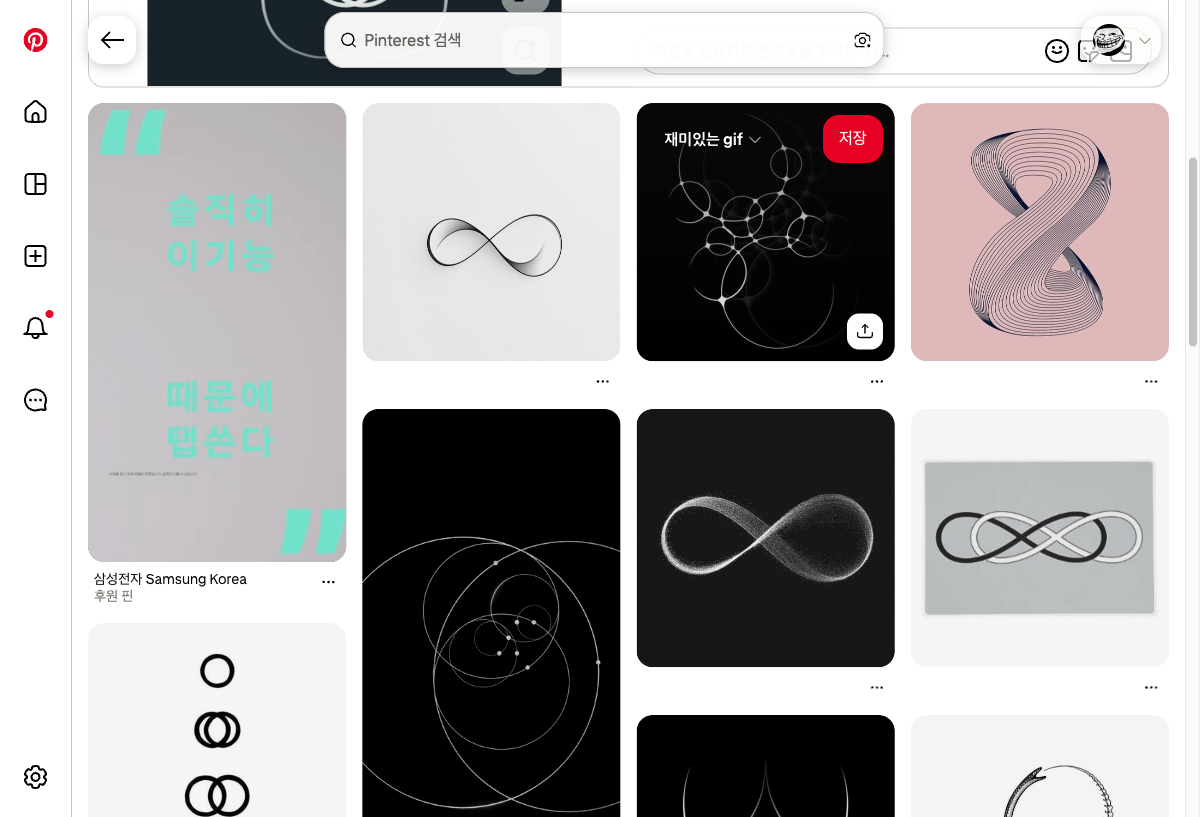 Pinterest 검색
재미있는 gif
저장
솔직히
이기능
때문에
탭쓴다
삼성전자 Samsung Korea
후원 핀